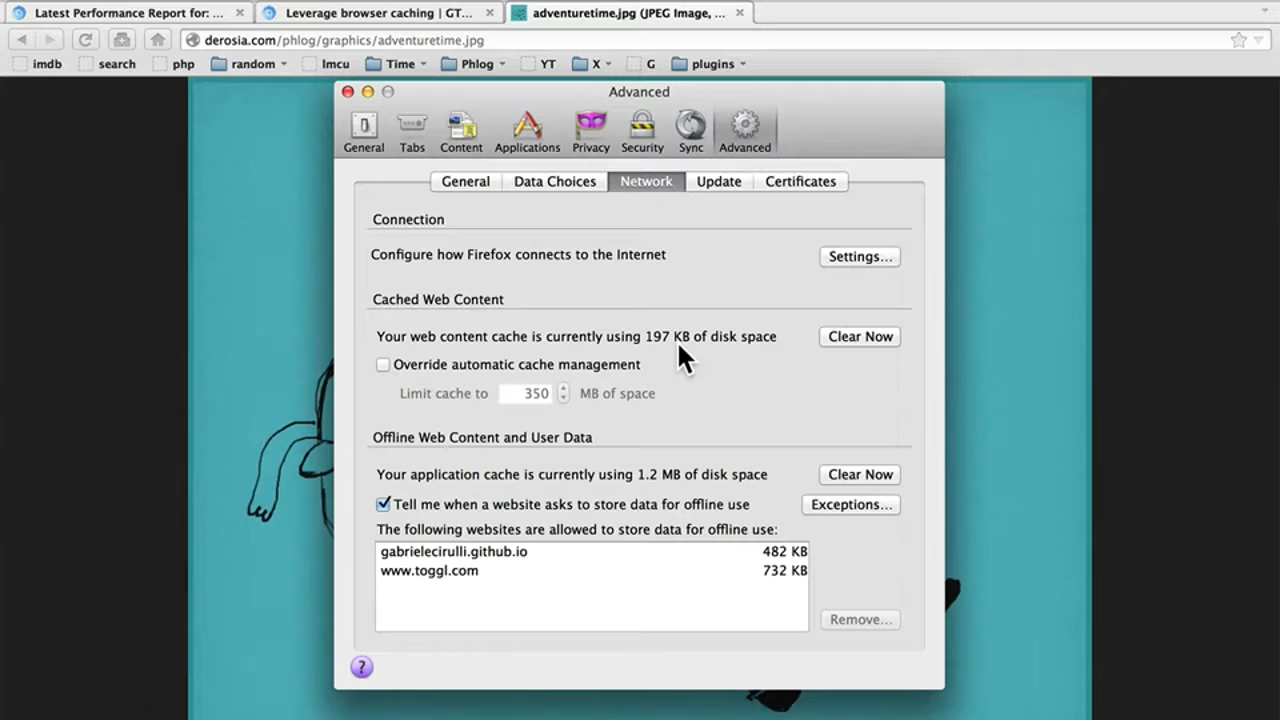 Latest Performance Report for: ...
Leverage browser caching | GT...
adventuretime.jpg (JPEG Image, ...
derosia.com/phlog/graphics/adventuretime.jpg
imdb search php random Imcu Time Phlog YT X G plugins
Advanced
General Tabs Content Applications Privacy Security Sync Advanced
General Data Choices Network Update Certificates
Connection
Configure how Firefox connects to the Internet Settings...
Cached Web Content
Your web content cache is currently using 197 KB of disk space Clear Now
Override automatic cache management
Limit cache to 350 MB of space
Offline Web Content and User Data
Your application cache is currently using 1.2 MB of disk space Clear Now
Tell me when a website asks to store data for offline use Exceptions...
The following websites are allowed to store data for offline use:
gabrielecirulli.github.io 482 KB
www.toggl.com 732 KB
Remove...
?